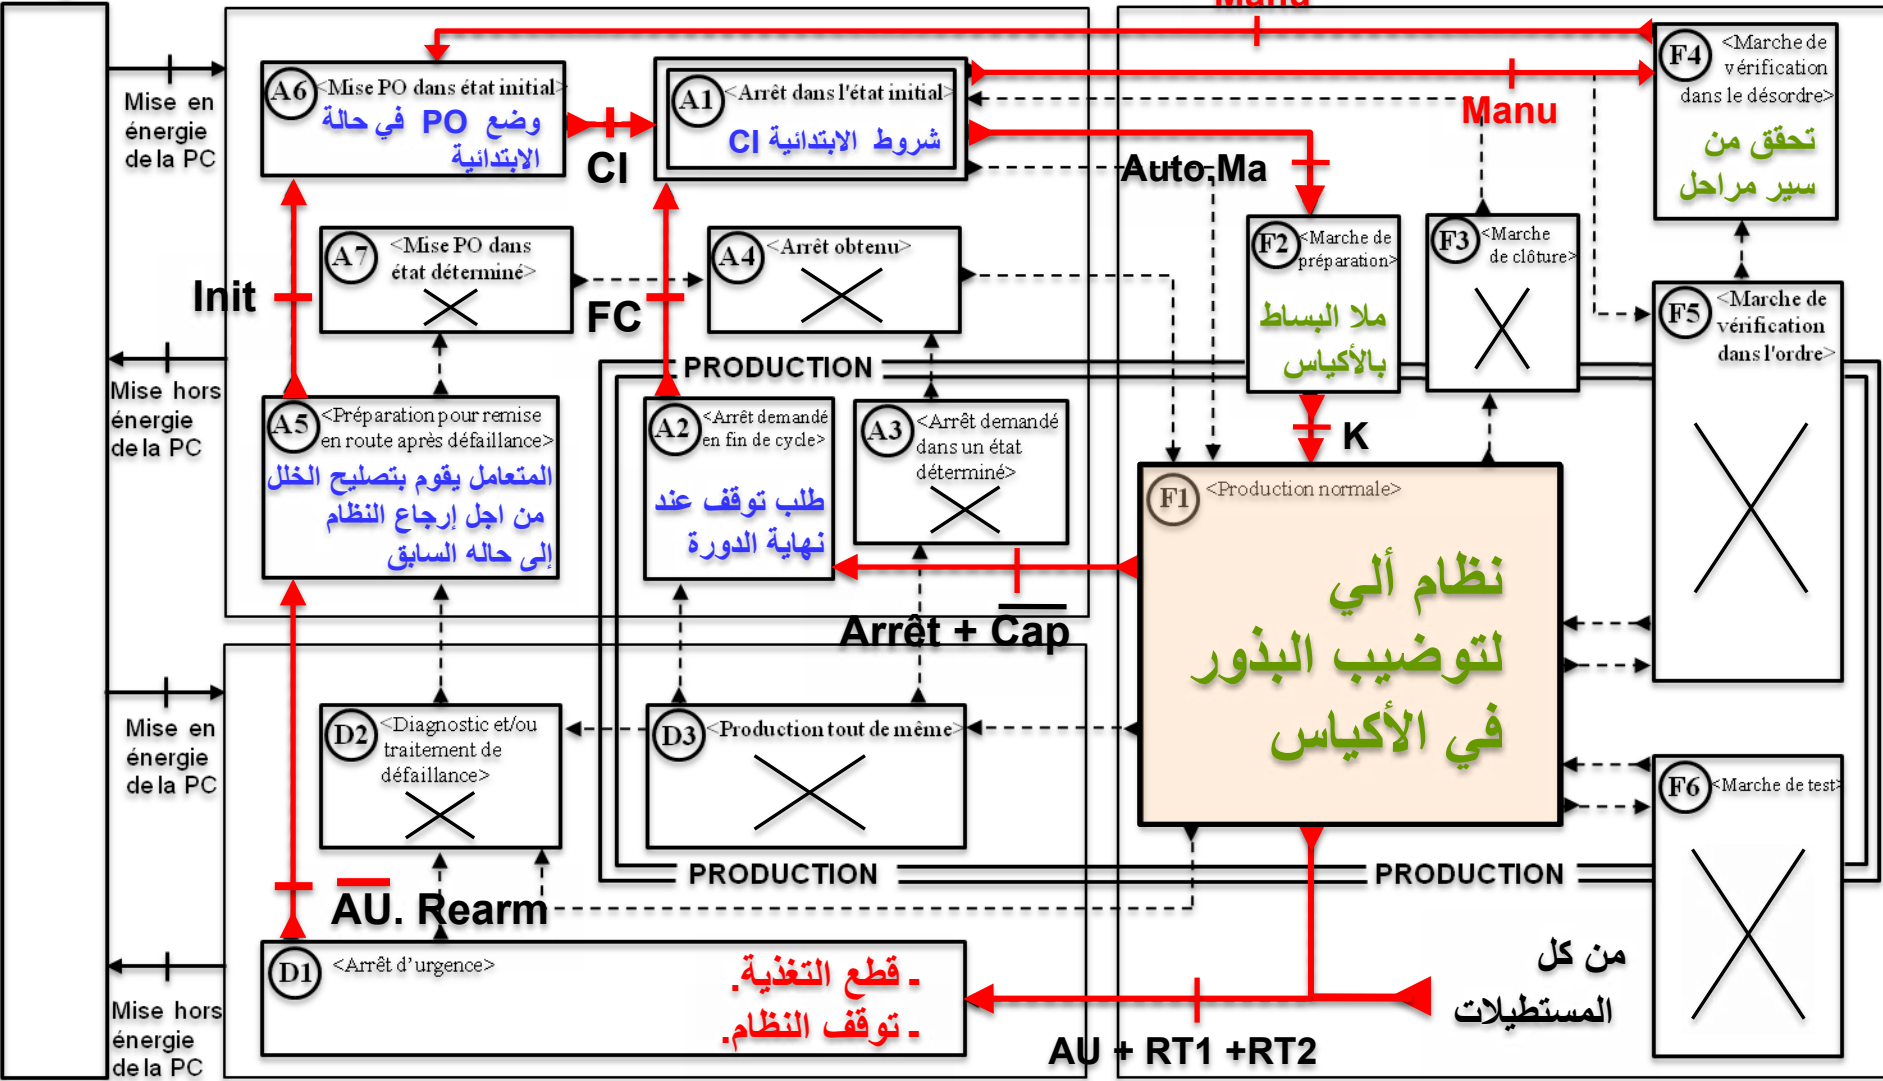 Manu
Mise en
énergie
de la PC
A6
<Mise PO dans état initial>
وضع PO في حالة
الابتدائية
CI
A1
<Arrêt dans l'état initial>
شروط الابتدائية CI
Manu
Auto.Ma
F4
<Marche de
vérification
dans le désordre>
تحقق من
سير مراحل
Init
A7
<Mise PO dans
état déterminé>
FC
A4
<Arrêt obtenu>
F2
<Marche de
préparation>
ملا البساط
بالأكياس
F3
<Marche
de clôture>
F5
<Marche de
vérification
dans l'ordre>
Mise hors
énergie
de la PC
PRODUCTION
A5
<Préparation pour remise
en route après défaillance>
المتعامل يقوم بتصليح الخلل
من اجل إرجاع النظام
إلى حاله السابق
A2
<Arrêt demandé
en fin de cycle>
طلب توقف عند
نهاية الدورة
A3
<Arrêt demandé
dans un état
déterminé>
K
F1
<Production normale>
نظام ألي
لتوضيب البذور
في الأكياس
Arrêt + C̅a̅p̅
Mise en
énergie
de la PC
D2
<Diagnostic et/ou
traitement de
défaillance>
D3
<Production tout de même>
F6
<Marche de test>
PRODUCTION
PRODUCTION
A̅U̅. Rearm
D1
<Arrêt d'urgence>
- قطع التغذية.
- توقف النظام.
من كل
المستطيلات
AU + RT1 +RT2
Mise hors
énergie
de la PC